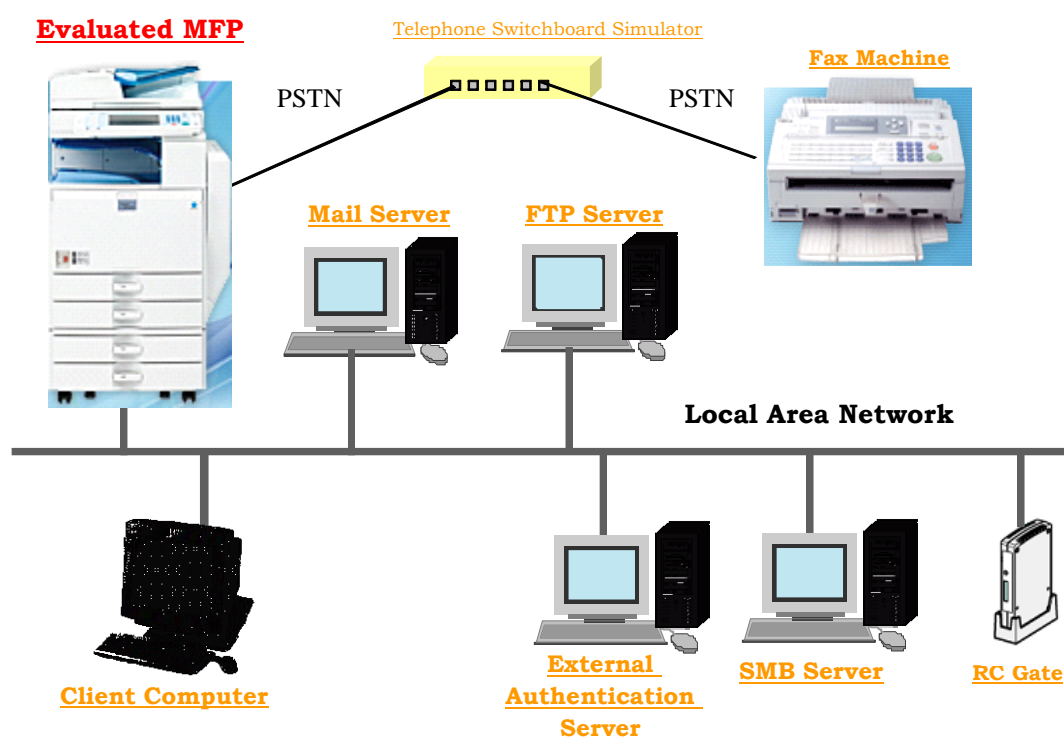 Evaluated MFP
Telephone Switchboard Simulator
Fax Machine
PSTN
PSTN
Mail Server
FTP Server
Local Area Network
Client Computer
External
Authentication
Server
SMB Server
RC Gate